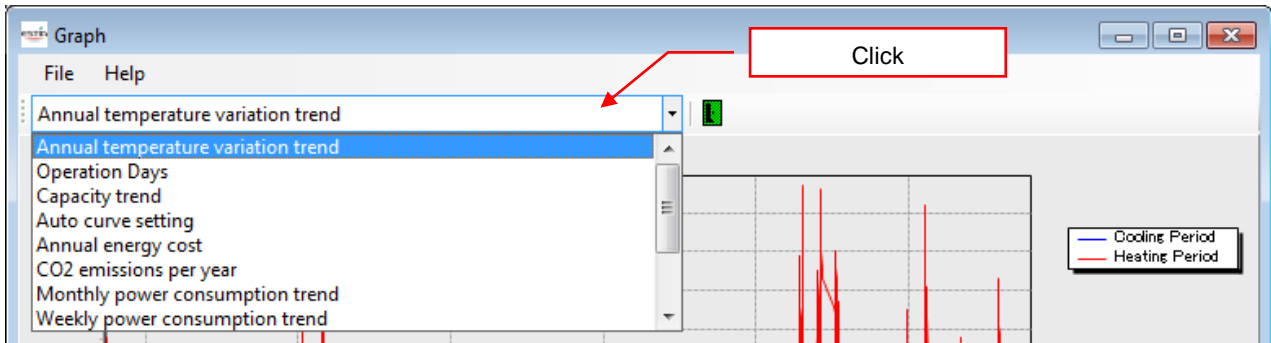 Graph
Click
File Help
Annual temperature variation trend
Annual temperature variation trend
Operation Days
Capacity trend
Auto curve setting
Annual energy cost
CO2 emissions per year
Monthly power consumption trend
Weekly power consumption trend
Cooling Period
Heating Period